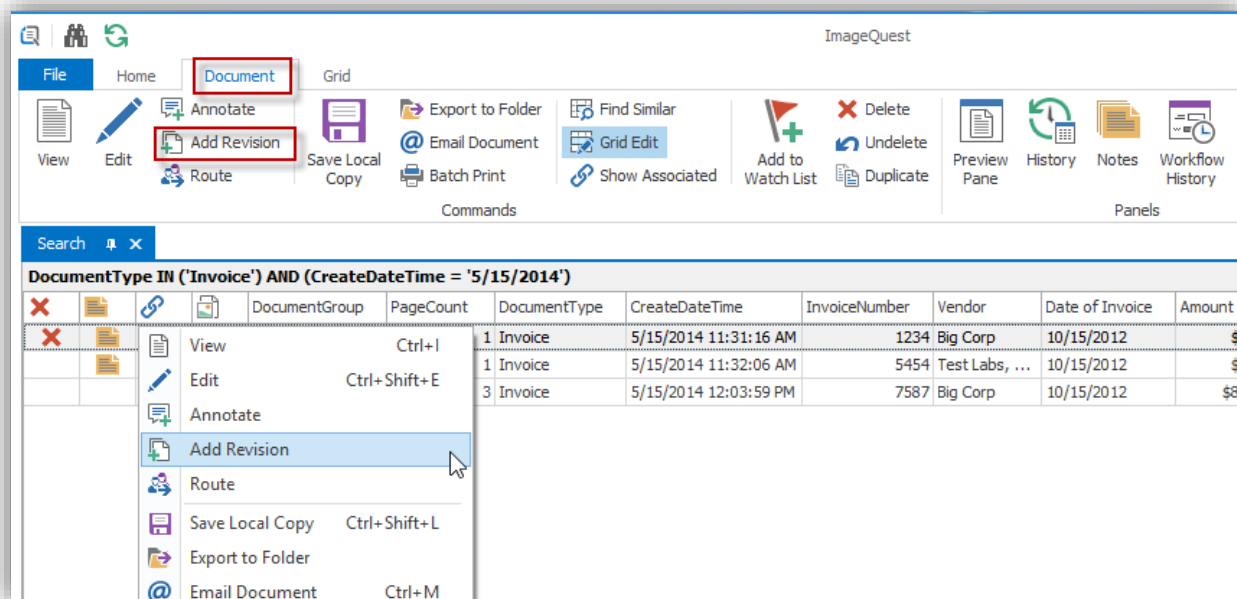 ImageQuest
File Home Document Grid
View
Edit
Annotate
Add Revision
Route
Save Local
Copy
Export to Folder
Email Document
Batch Print
Find Similar
Grid Edit
Show Associated
Add to
Watch List
Delete
Undelete
Duplicate
Preview
Pane
History
Notes
Workflow
History
Commands
Panels
Search
DocumentType IN ('Invoice') AND (CreateDateTime = '5/15/2014')
DocumentGroup PageCount DocumentType CreateDateTime InvoiceNumber Vendor Date of Invoice Amount
1 Invoice 5/15/2014 11:31:16 AM 1234 Big Corp 10/15/2012 $
1 Invoice 5/15/2014 11:32:06 AM 5454 Test Labs, ... 10/15/2012 $
3 Invoice 5/15/2014 12:03:59 PM 7587 Big Corp 10/15/2012 $8
View Ctrl+I
Edit Ctrl+Shift+E
Annotate
Add Revision
Route
Save Local Copy Ctrl+Shift+L
Export to Folder
Email Document Ctrl+M